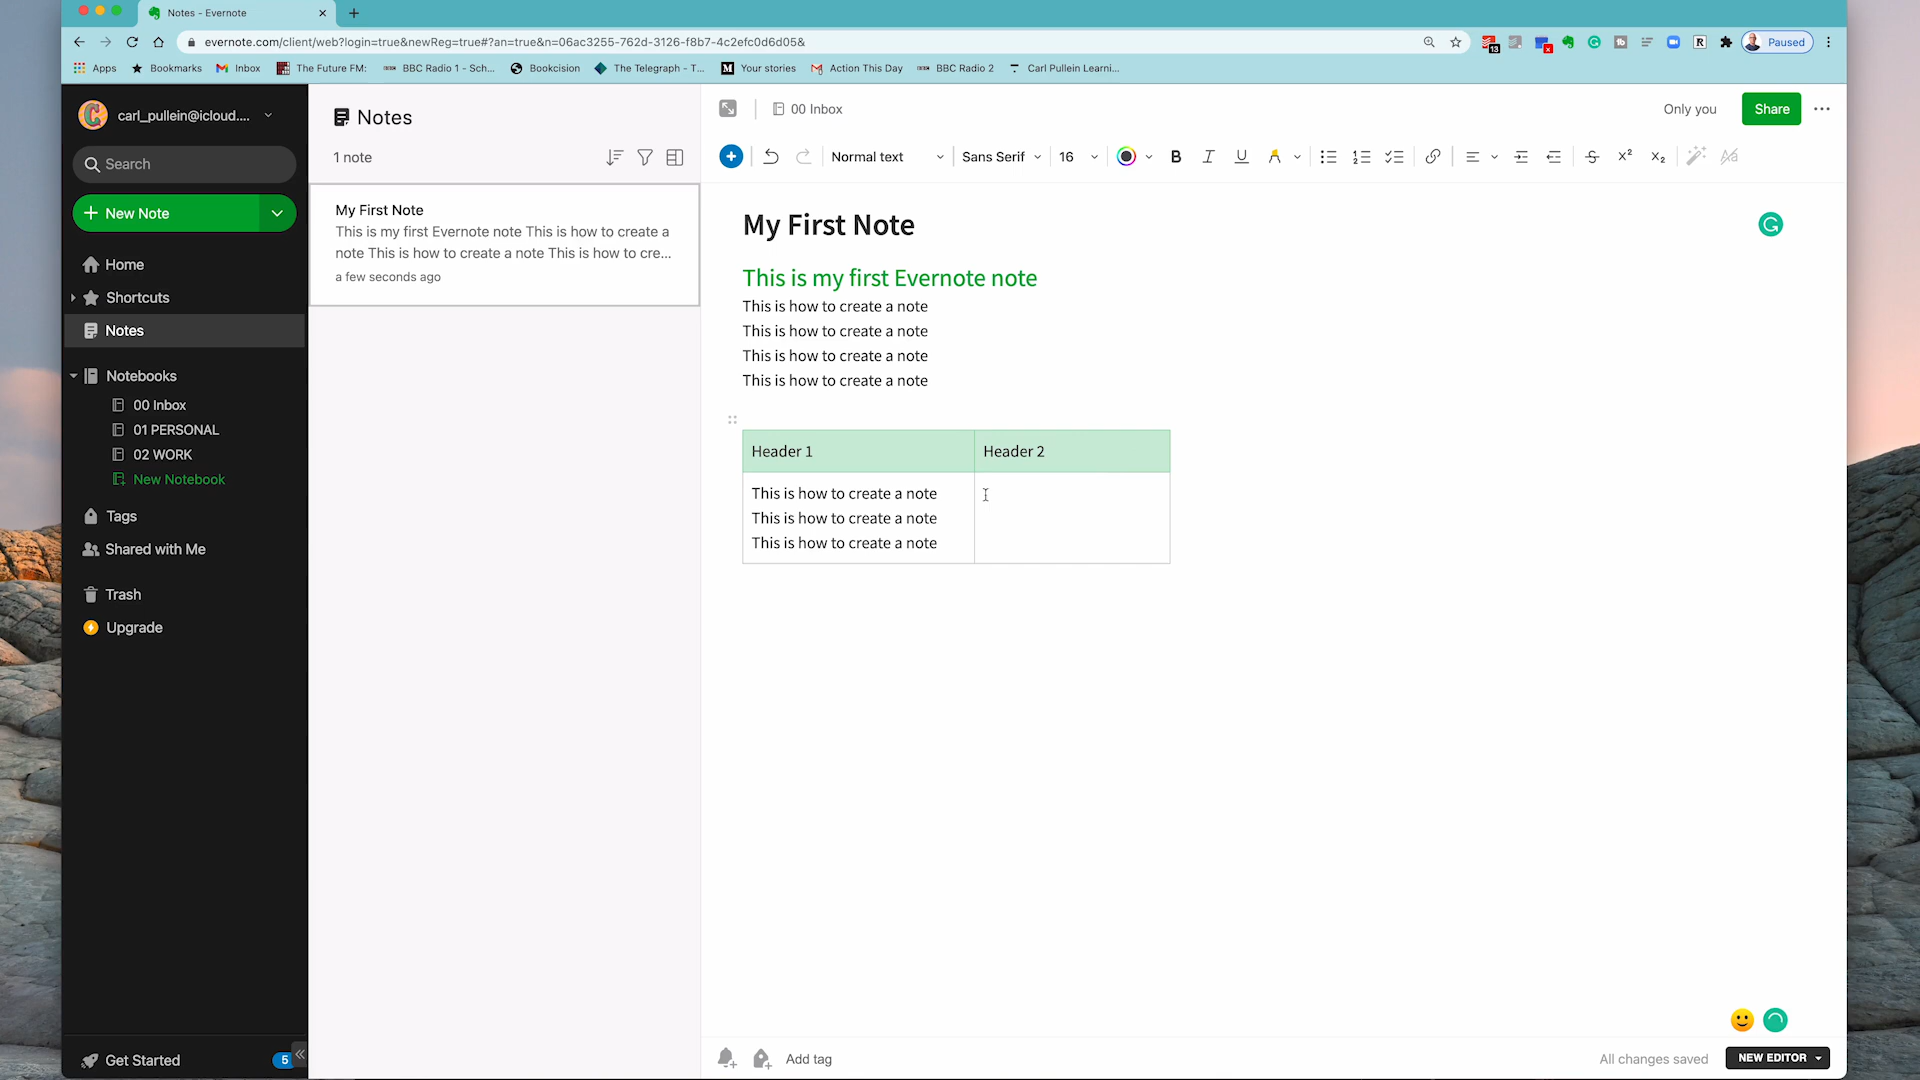 Notes - Evernote
evernote.com/client/web?login=true&newReg=true#?an=true&n=06ac3255-762d-3126-f8b7-4c2efc0d6d05&
13
Paused
Apps
Bookmarks
Inbox
The Future FM:
BBC Radio 1 - Sch...
Bookcision
The Telegraph - T...
Your stories
Action This Day
BBC Radio 2
Carl Pullein Learni...
carl_pullein@icloud....
Search
New Note
Home
Shortcuts
Notes
Notebooks
00 Inbox
01 PERSONAL
02 WORK
New Notebook
Tags
Shared with Me
Trash
Upgrade
Get Started
5
Notes
1 note
My First Note
This is my first Evernote note This is how to create a
note This is how to create a note This is how to cre...
a few seconds ago
00 Inbox
Only you
Share
Normal text
Sans Serif
16
My First Note
This is my first Evernote note
This is how to create a note
This is how to create a note
This is how to create a note
This is how to create a note
Header 1
Header 2
This is how to create a note
This is how to create a note
This is how to create a note
Add tag
All changes saved
NEW EDITOR